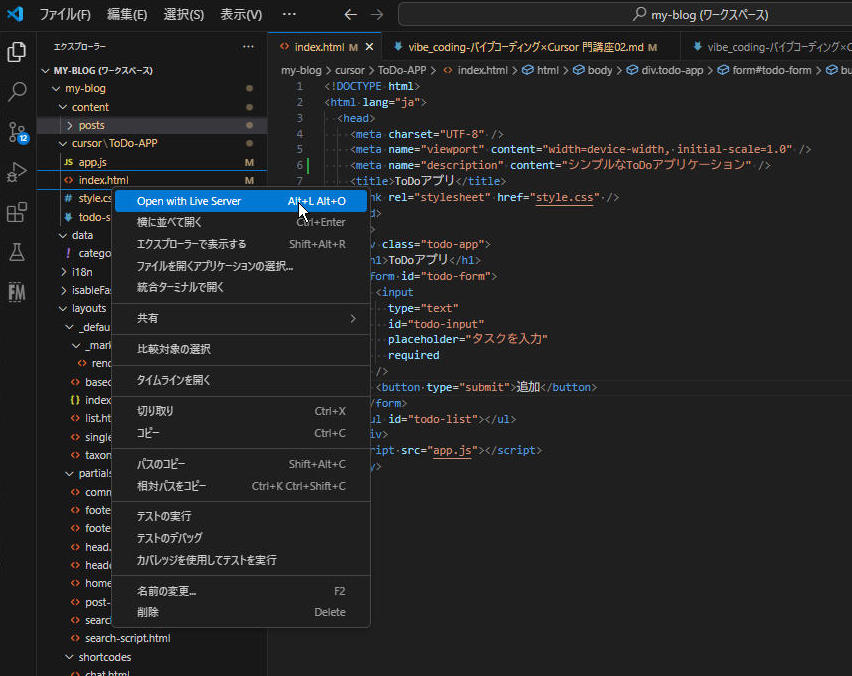 ファイル(F) 編集(E) 選択(S) 表示(V) ··· my-blog (ワークスペース)
エクスプローラー ···
index.html M
vibe_coding-バイブコーディング×Cursor 門講座02.md M
vibe_coding-バイブコーディング×C
MY-BLOG (ワークスペース)
my-blog
content
posts
cursor\ToDo-APP
JS app.js M
index.html M
# style.cs
todo-s
data
! catego
i18n
isableFas
layouts
_defau
_mark
rend
baseo
index
list.ht
single
taxon
partials
comm
foote
foote
head.
heade
home
post-
searc
search-script.html
shortcodes
chat.html
12
FM
my-blog > cursor > ToDo-APP > index.html > html > body > div.todo-app > form#todo-form > bu
1 <!DOCTYPE html>
2 <html lang="ja">
3 <head>
4 <meta charset="UTF-8" />
5 <meta name="viewport" content="width=device-width, initial-scale=1.0" />
6 <meta name="description" content="シンプルなToDoアプリケーション" />
7 <title>ToDoアプリ</title>
nk rel="stylesheet" href="style.css" />
d>
>
v class="todo-app">
h1>ToDoアプリ</h1>
form id="todo-form">
<input
type="text"
id="todo-input"
placeholder="タスクを入力"
required
/>
<button type="submit">追加</button>
/form>
ul id="todo-list"></ul>
iv>
ript src="app.js"></script>
y>
Open with Live Server Alt+L Alt+O
横に並べて開く Ctrl+Enter
エクスプローラーで表示する Shift+Alt+R
ファイルを開くアプリケーションの選択...
統合ターミナルで開く
共有
比較対象の選択
タイムラインを開く
切り取り Ctrl+X
コピー Ctrl+C
パスのコピー Shift+Alt+C
相対パスをコピー Ctrl+K Ctrl+Shift+C
テストの実行
テストのデバッグ
カバレッジを使用してテストを実行
名前の変更... F2
削除 Delete